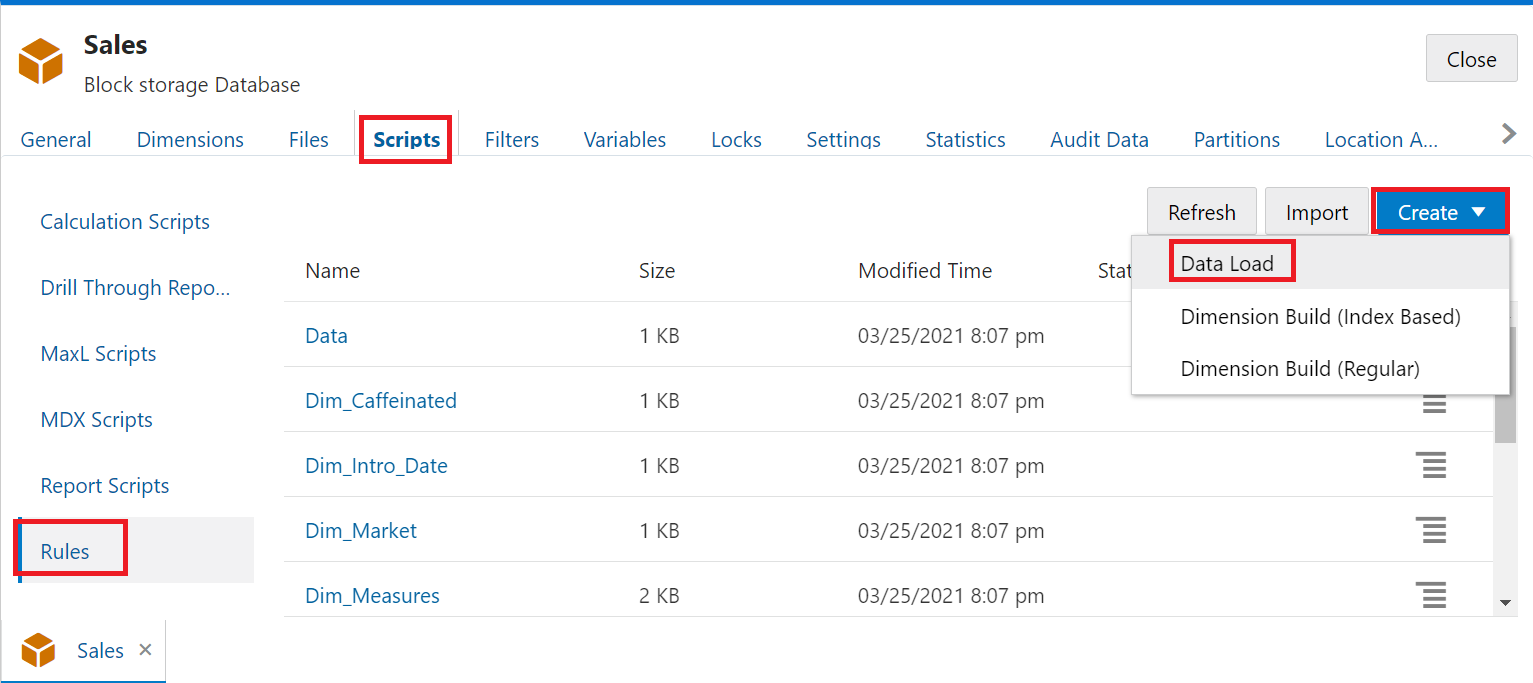 Sales
Block storage Database
Close
General Dimensions Files Scripts Filters Variables Locks Settings Statistics Audit Data Partitions Location A...
Refresh Import Create
Calculation Scripts
Drill Through Repo...
MaxL Scripts
MDX Scripts
Report Scripts
Rules
Name Size Modified Time Stat
Data 1 KB 03/25/2021 8:07 pm
Dim_Caffeinated 1 KB 03/25/2021 8:07 pm
Dim_Intro_Date 1 KB 03/25/2021 8:07 pm
Dim_Market 1 KB 03/25/2021 8:07 pm
Dim_Measures 2 KB 03/25/2021 8:07 pm
Data Load
Dimension Build (Index Based)
Dimension Build (Regular)
Sales